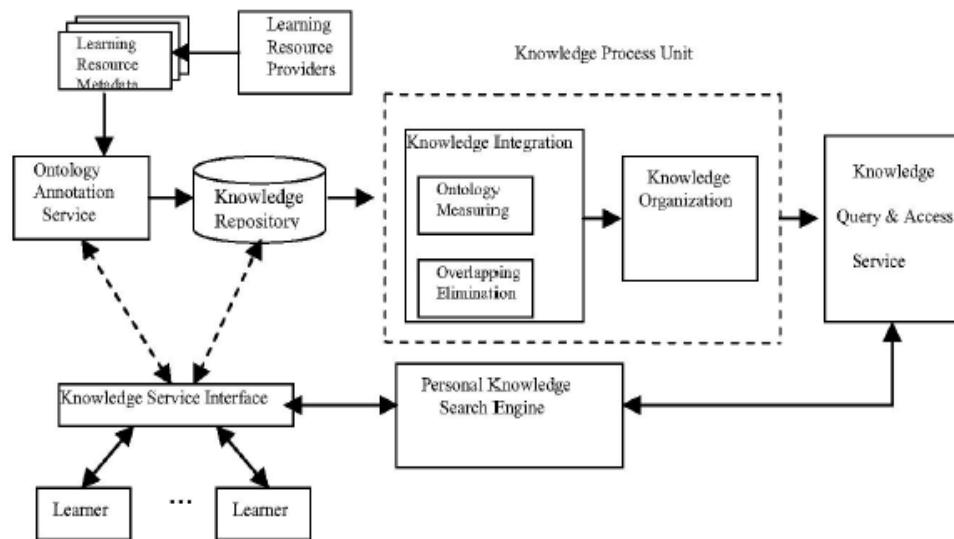 Learning
Resource
Metadata
Learning
Resource
Providers
Knowledge Process Unit
Ontology
Annotation
Service
Knowledge
Repository
Knowledge Integration
Ontology
Measuring
Overlapping
Elimination
Knowledge
Organization
Knowledge
Query & Access
Service
Knowledge Service Interface
Personal Knowledge
Search Engine
Learner
...
Learner